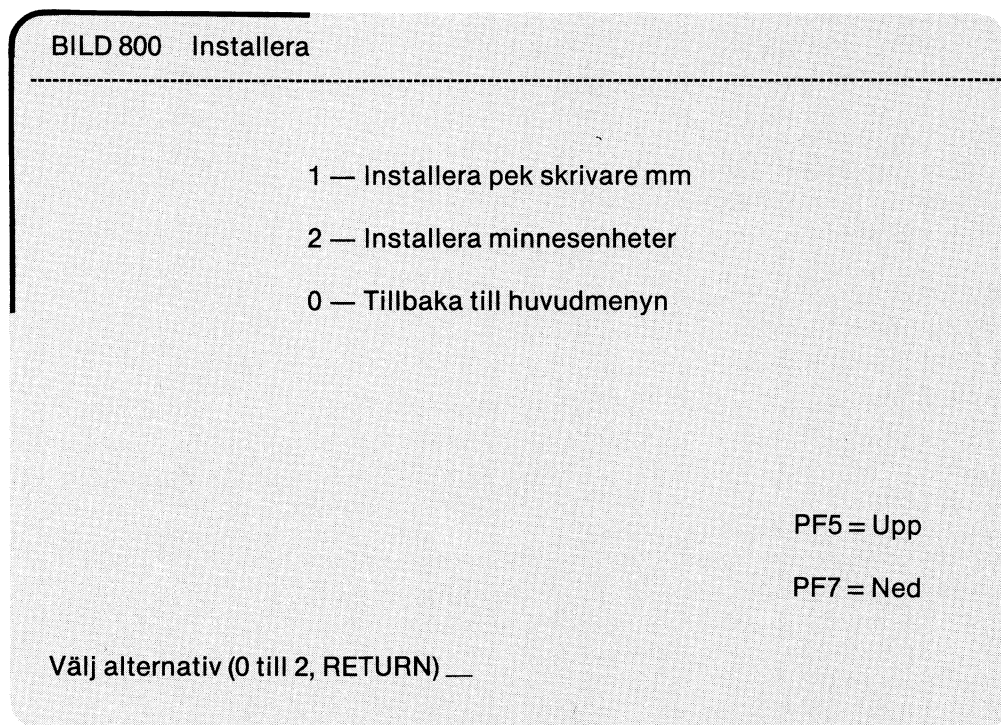 BILD 800 Installera
1 — Installera pek skrivare mm
2 — Installera minnesenheter
0 — Tillbaka till huvudmenyn
PF5 = Upp
PF7 = Ned
Välj alternativ (0 till 2, RETURN) __